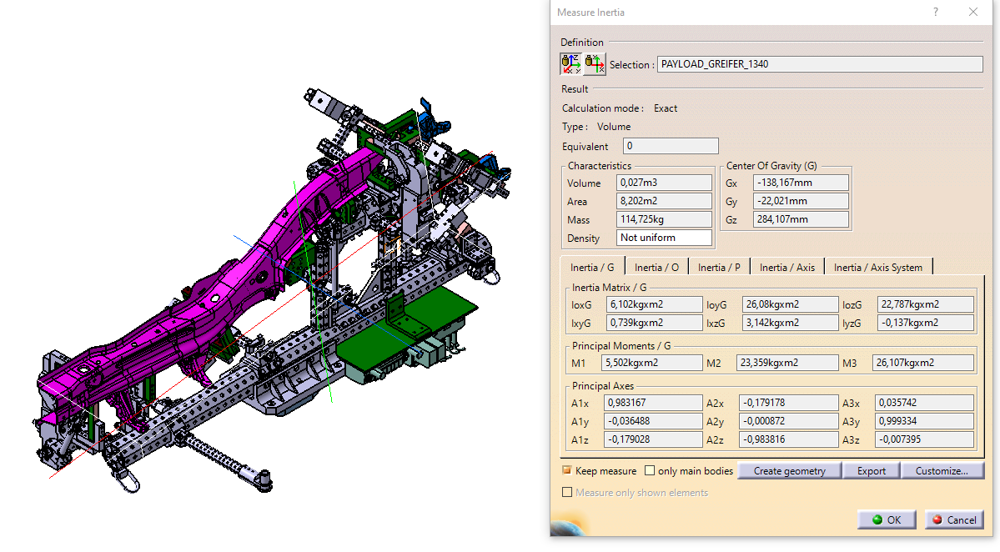 Measure Inertia ?
Definition
Selection : PAYLOAD_GREIFER_1340
Result
Calculation mode : Exact
Type : Volume
Equivalent 0
Characteristics
Volume 0,027m3
Area 8,202m2
Mass 114,725kg
Density Not uniform
Center Of Gravity (G)
Gx -138,167mm
Gy -22,021mm
Gz 284,107mm
Inertia / G Inertia / O Inertia / P Inertia / Axis Inertia / Axis System
Inertia Matrix / G
IoxG 6,102kgxm2 IoyG 26,08kgxm2 IozG 22,787kgxm2
IxyG 0,739kgxm2 IxzG 3,142kgxm2 IyzG -0,137kgxm2
Principal Moments / G
M1 5,502kgxm2 M2 23,359kgxm2 M3 26,107kgxm2
Principal Axes
A1x 0,983167 A2x -0,179178 A3x 0,035742
A1y -0,036488 A2y -0,000872 A3y 0,999334
A1z -0,179028 A2z -0,983816 A3z -0,007395
Keep measure only main bodies Create geometry Export Customize...
Measure only shown elements
OK Cancel